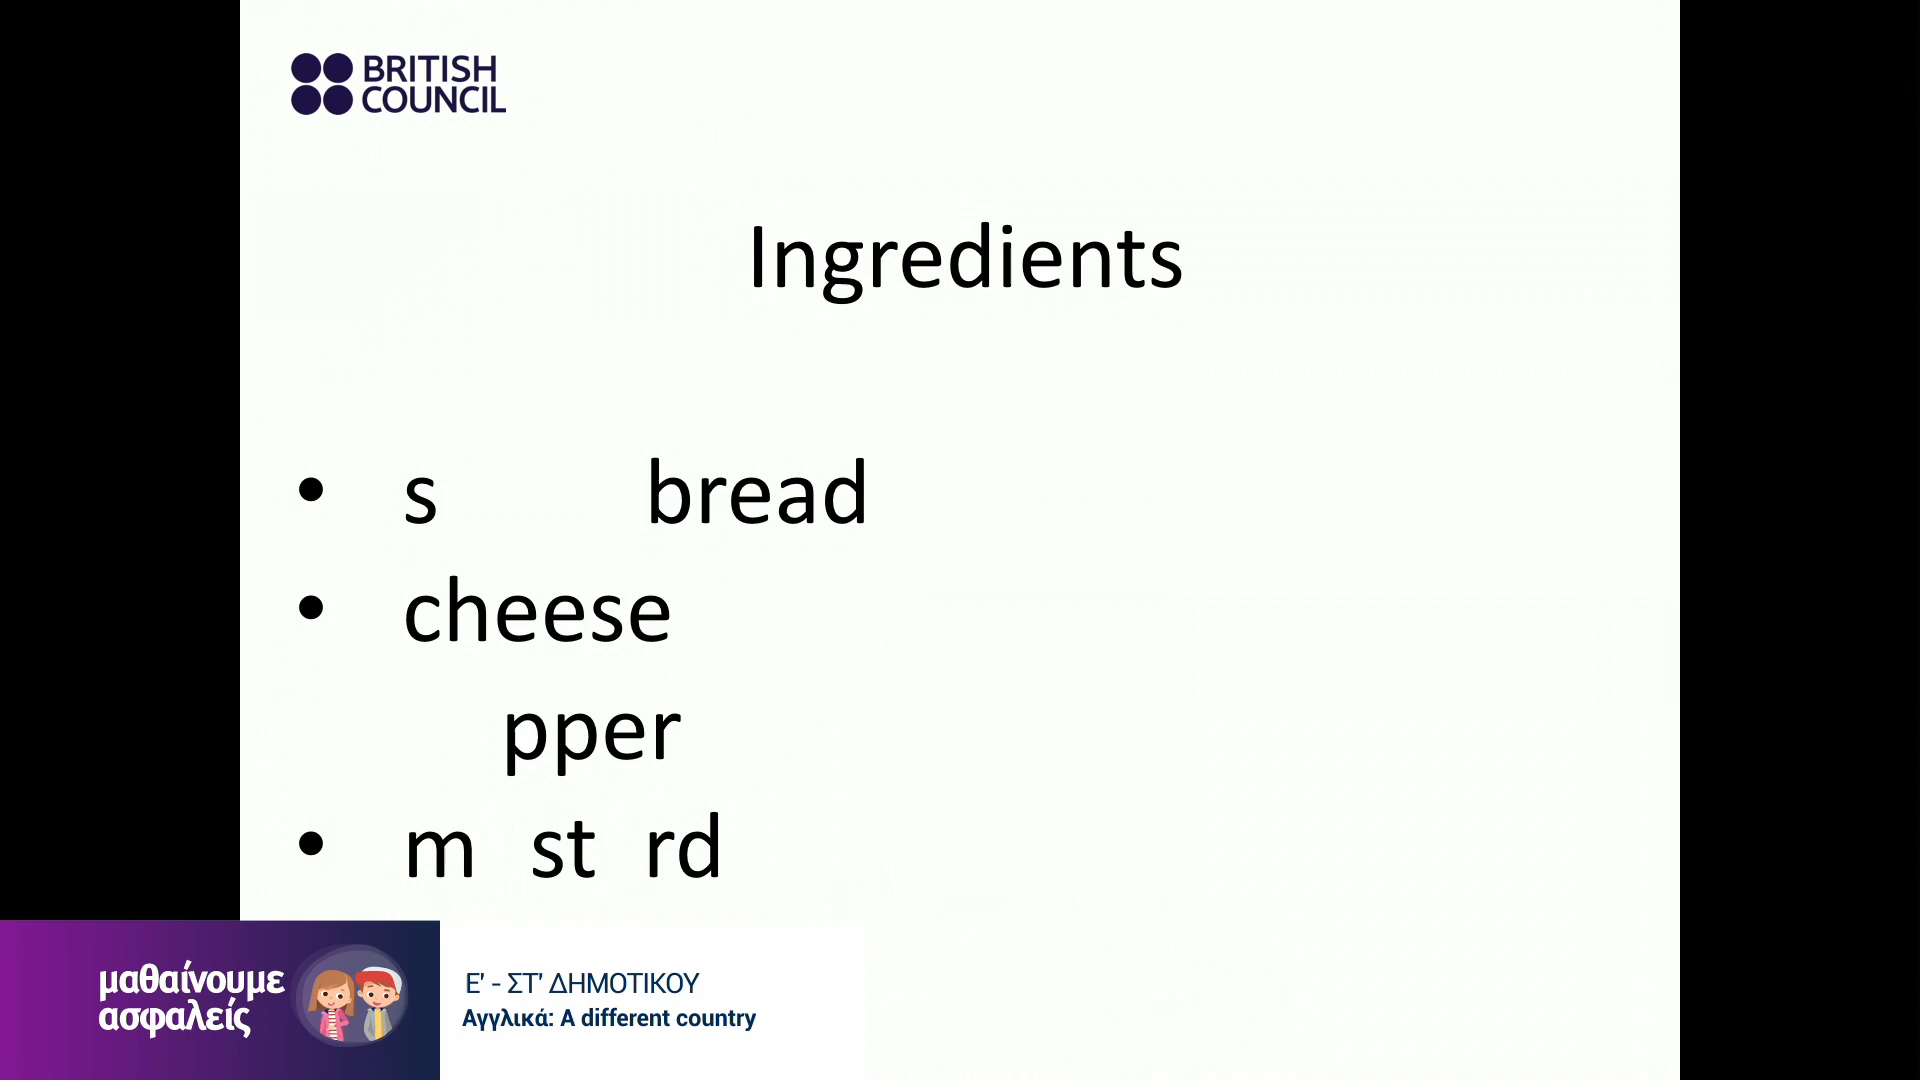 BRITISH
COUNCIL
Ingredients
• s bread
• cheese
pper
• m st rd
μαθαίνουμε
ασφαλείς
Ε' - ΣΤ' ΔΗΜΟΤΙΚΟΥ
Αγγλικά: A different country